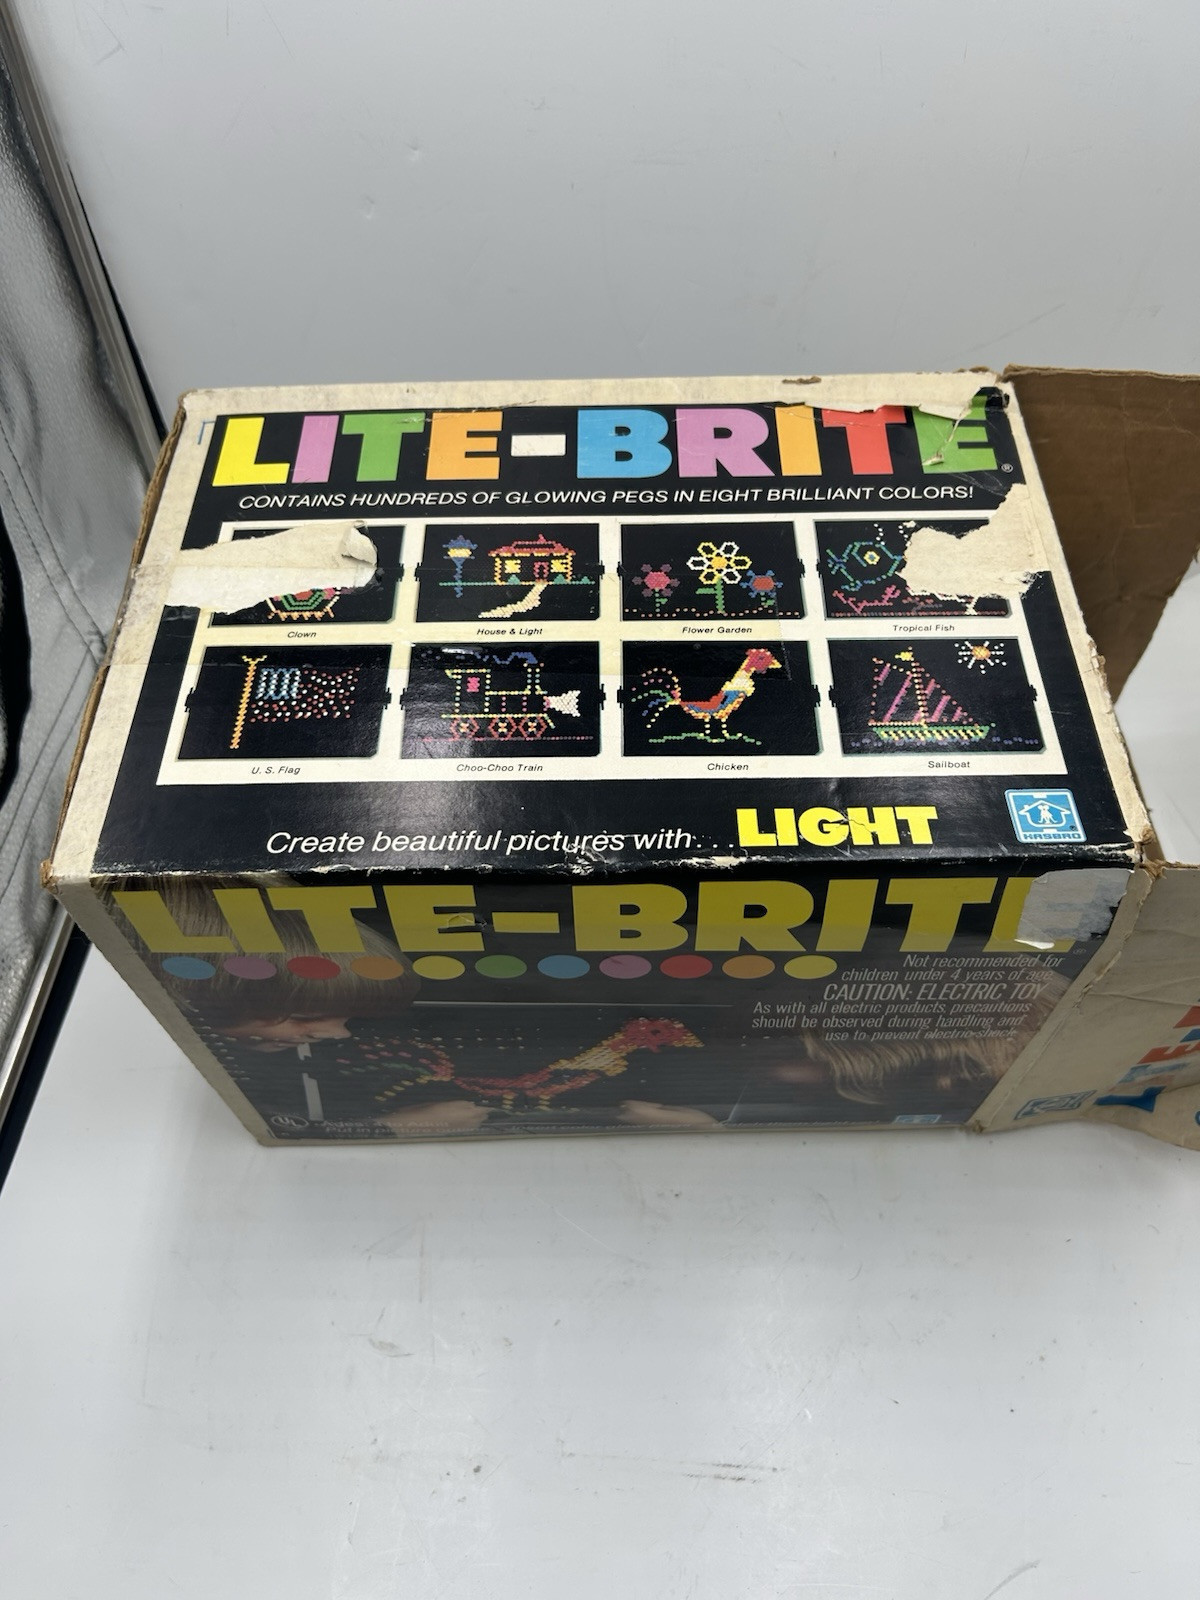 LITE-BRITE®
CONTAINS HUNDREDS OF GLOWING PEGS IN EIGHT BRILLIANT COLORS!
Clown
House & Light
Flower Garden
Tropical Fish
U. S. Flag
Choo-Choo Train
Chicken
Sailboat
Create beautiful pictures with...LIGHT
HASBRO
LITE-BRITE
Not recommended for
children under 4 years of age.
CAUTION: ELECTRIC TOY
As with all electric products, precautions
should be observed during handling and
use to prevent electric shock.
UL